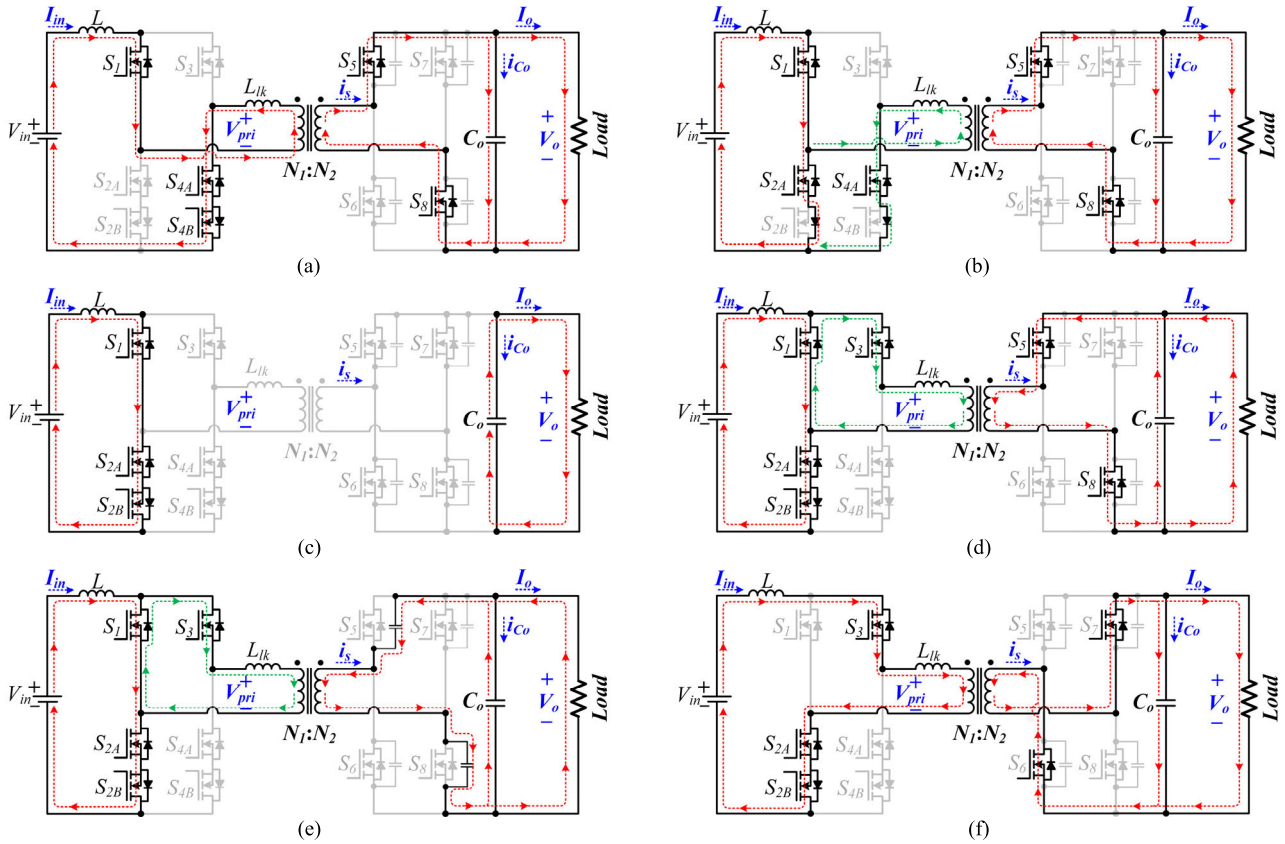 I_in L I_o
S_1 S_3 S_5 S_7 i_Co
L_lk i_s
V_in + − V_pri + − C_o + V_o − Load
S_2A S_4A N_1:N_2 S_6 S_8
S_2B S_4B
(a)
I_in L I_o
S_1 S_3 S_5 S_7 i_Co
L_lk i_s
V_in + − V_pri + − C_o + V_o − Load
S_2A S_4A N_1:N_2 S_6 S_8
S_2B S_4B
(b)
I_in L I_o
S_1 S_3 S_5 S_7 i_Co
L_lk i_s
V_in + − V_pri + − C_o + V_o − Load
S_2A S_4A N_1:N_2 S_6 S_8
S_2B S_4B
(c)
I_in L I_o
S_1 S_3 S_5 S_7 i_Co
L_lk i_s
V_in + − V_pri + − C_o + V_o − Load
S_2A S_4A N_1:N_2 S_6 S_8
S_2B S_4B
(d)
I_in L I_o
S_1 S_3 S_5 S_7 i_Co
L_lk i_s
V_in + − V_pri + − C_o + V_o − Load
S_2A S_4A N_1:N_2 S_6 S_8
S_2B S_4B
(e)
I_in L I_o
S_1 S_3 S_5 S_7 i_Co
L_lk i_s
V_in + − V_pri + − C_o + V_o − Load
S_2A S_4A N_1:N_2 S_6 S_8
S_2B S_4B
(f)